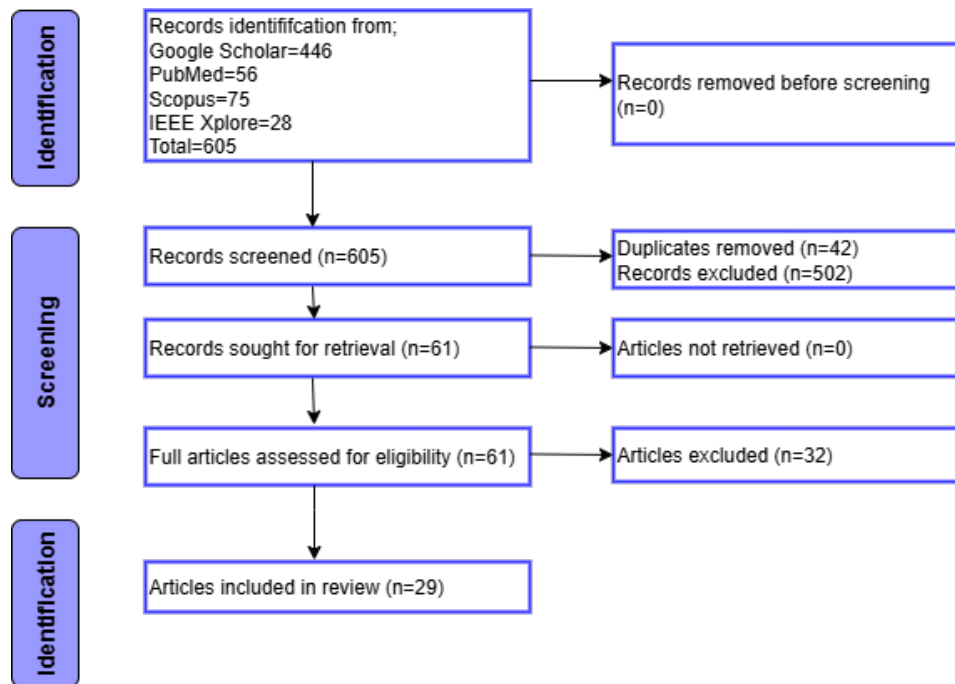 Identification
Records identififcation from;
Google Scholar=446
PubMed=56
Scopus=75
IEEE Xplore=28
Total=605
Records removed before screening
(n=0)
Screening
Records screened (n=605)
Duplicates removed (n=42)
Records excluded (n=502)
Records sought for retrieval (n=61)
Articles not retrieved (n=0)
Full articles assessed for eligibility (n=61)
Articles excluded (n=32)
Identification
Articles included in review (n=29)